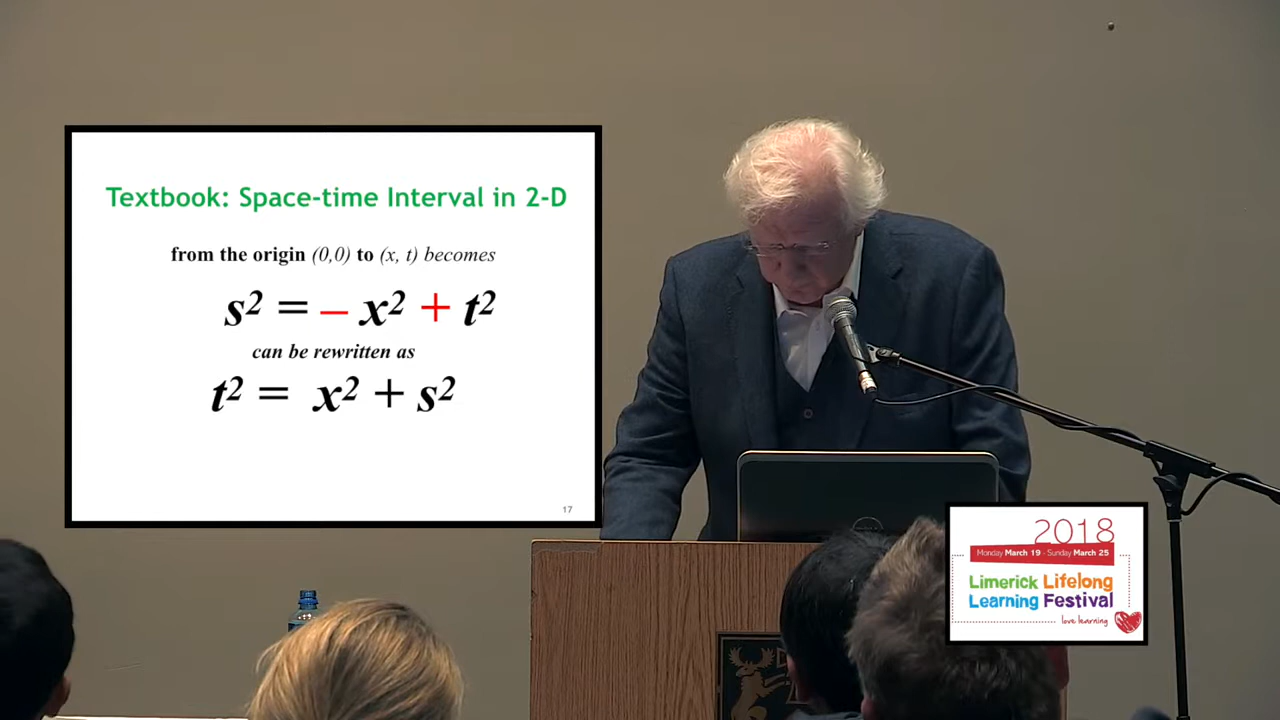 Textbook: Space-time Interval in 2-D
from the origin (0,0) to (x, t) becomes
s² = – x² + t²
can be rewritten as
t² = x² + s²
17
2018
Monday March 19 - Sunday March 25
Limerick Lifelong
Learning Festival
love learning